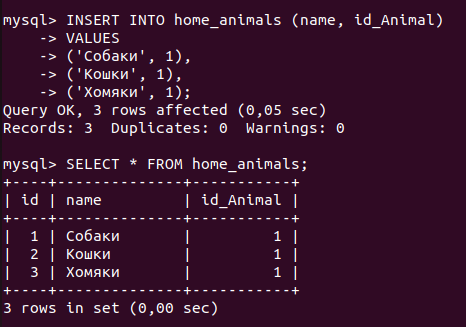 mysql> INSERT INTO home_animals (name, id_Animal)
    -> VALUES
    -> ('Собаки', 1),
    -> ('Кошки', 1),
    -> ('Хомяки', 1);
Query OK, 3 rows affected (0,05 sec)
Records: 3  Duplicates: 0  Warnings: 0

mysql> SELECT * FROM home_animals;
+----+--------------+-----------+
| id | name         | id_Animal |
+----+--------------+-----------+
|  1 | Собаки       |         1 |
|  2 | Кошки        |         1 |
|  3 | Хомяки       |         1 |
+----+--------------+-----------+
3 rows in set (0,00 sec)